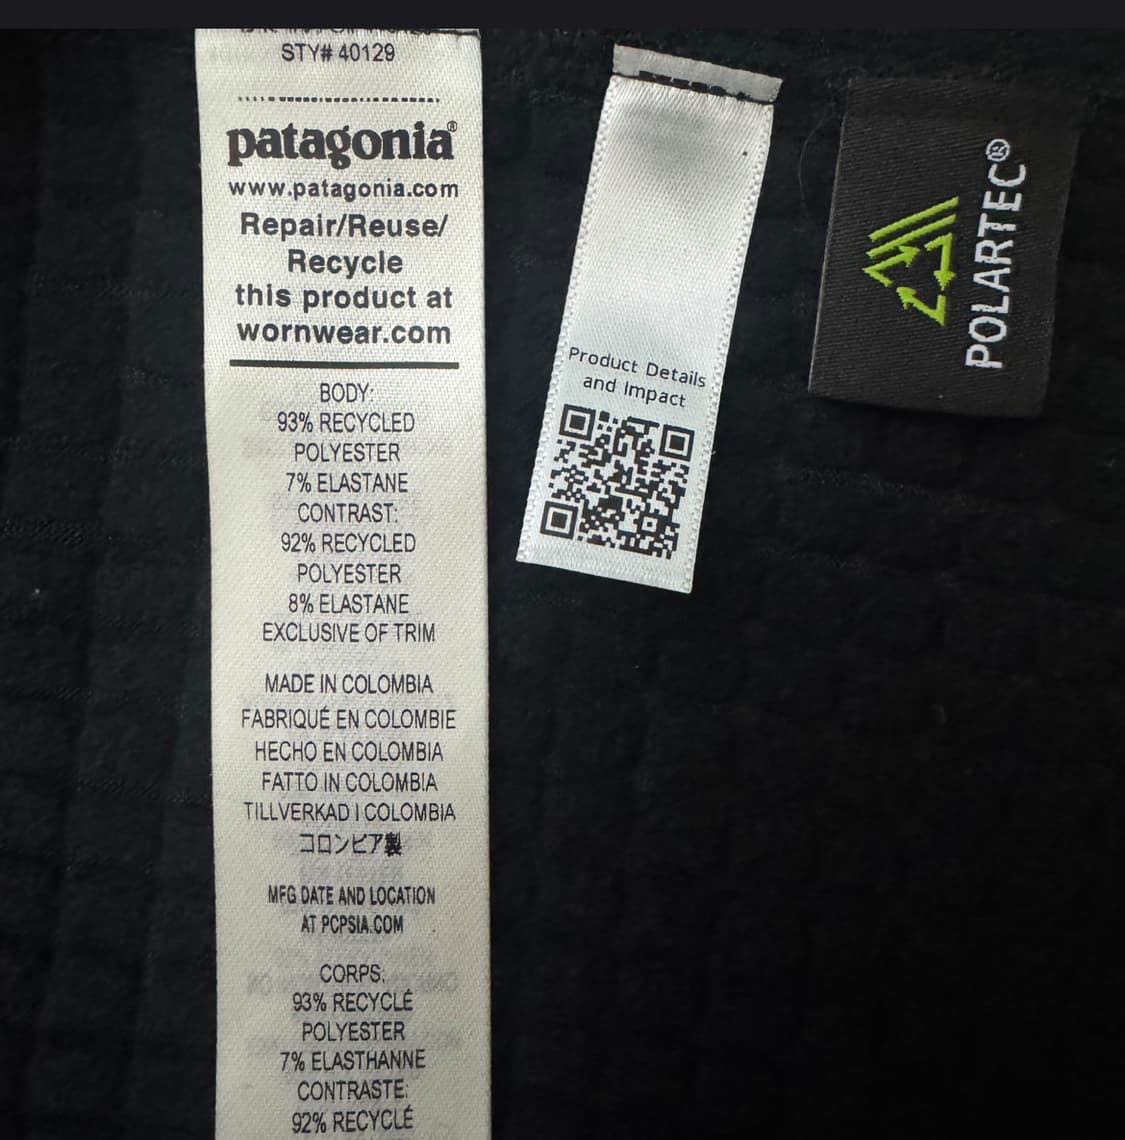 STY# 40129
patagonia®
www.patagonia.com
Repair/Reuse/
Recycle
this product at
wornwear.com
BODY:
93% RECYCLED
POLYESTER
7% ELASTANE
CONTRAST:
92% RECYCLED
POLYESTER
8% ELASTANE
EXCLUSIVE OF TRIM
MADE IN COLOMBIA
FABRIQUÉ EN COLOMBIE
HECHO EN COLOMBIA
FATTO IN COLOMBIA
TILLVERKAD I COLOMBIA
コロンビア製
MFG DATE AND LOCATION
AT PCPSIA.COM
CORPS:
93% RECYCLÉ
POLYESTER
7% ELASTHANNE
CONTRASTE:
92% RECYCLÉ
Product Details
and Impact
POLARTEC®